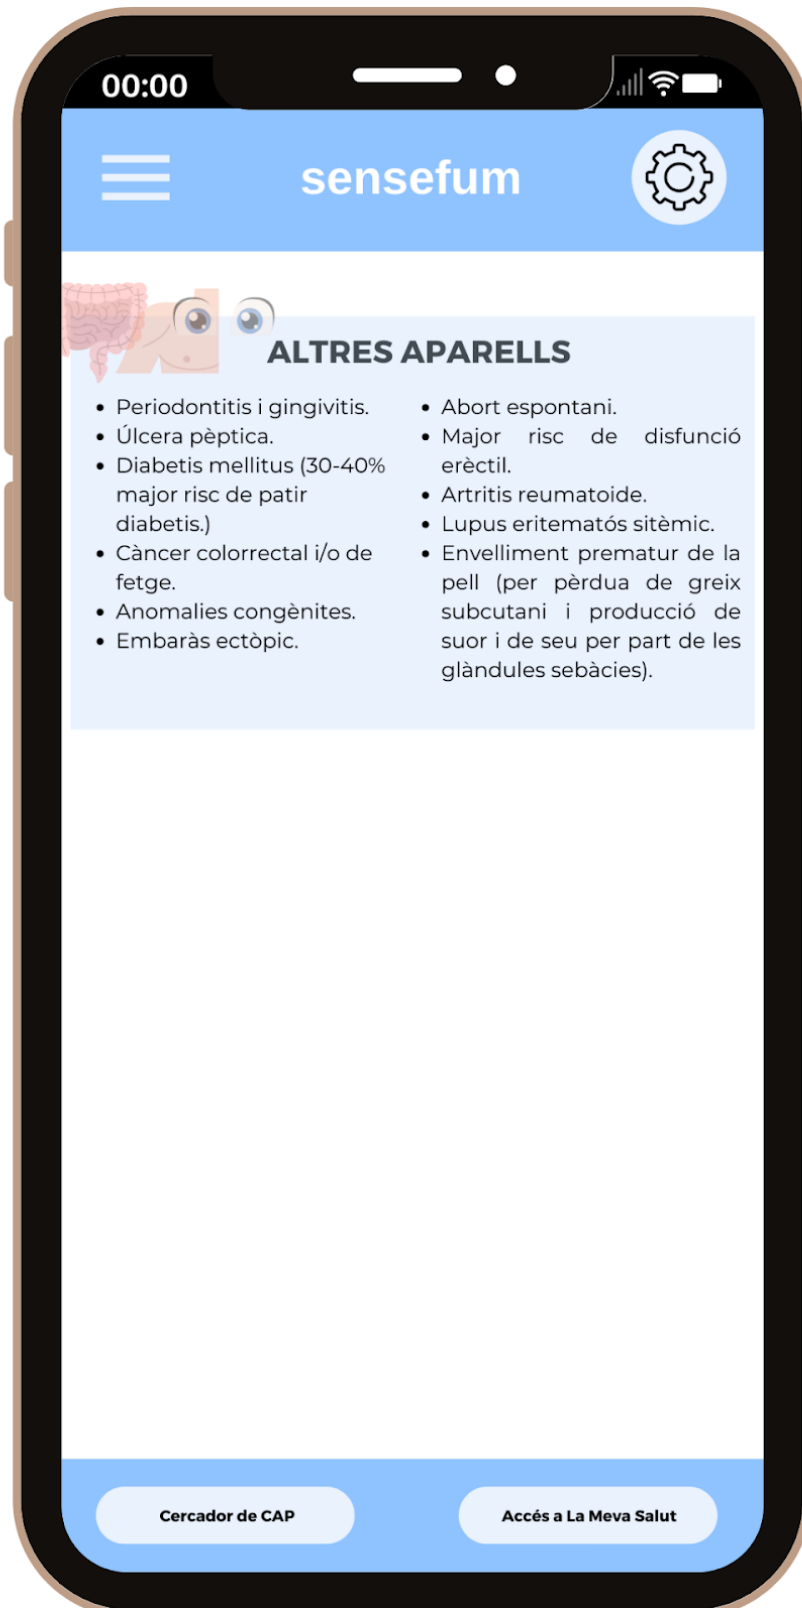 00:00
sensefum
ALTRES APARELLS
Periodontitis i gingivitis.
Úlcera pèptica.
Diabetis mellitus (30-40%
major risc de patir
diabetis.)
Càncer colorrectal i/o de
fetge.
Anomalies congènites.
Embaràs ectòpic.
Abort espontani.
Major risc de disfunció
erèctil.
Artritis reumatoide.
Lupus eritematós sitèmic.
Envelliment prematur de la
pell (per pèrdua de greix
subcutani i producció de
suor i de seu per part de les
glàndules sebàcies).
Cercador de CAP
Accés a La Meva Salut